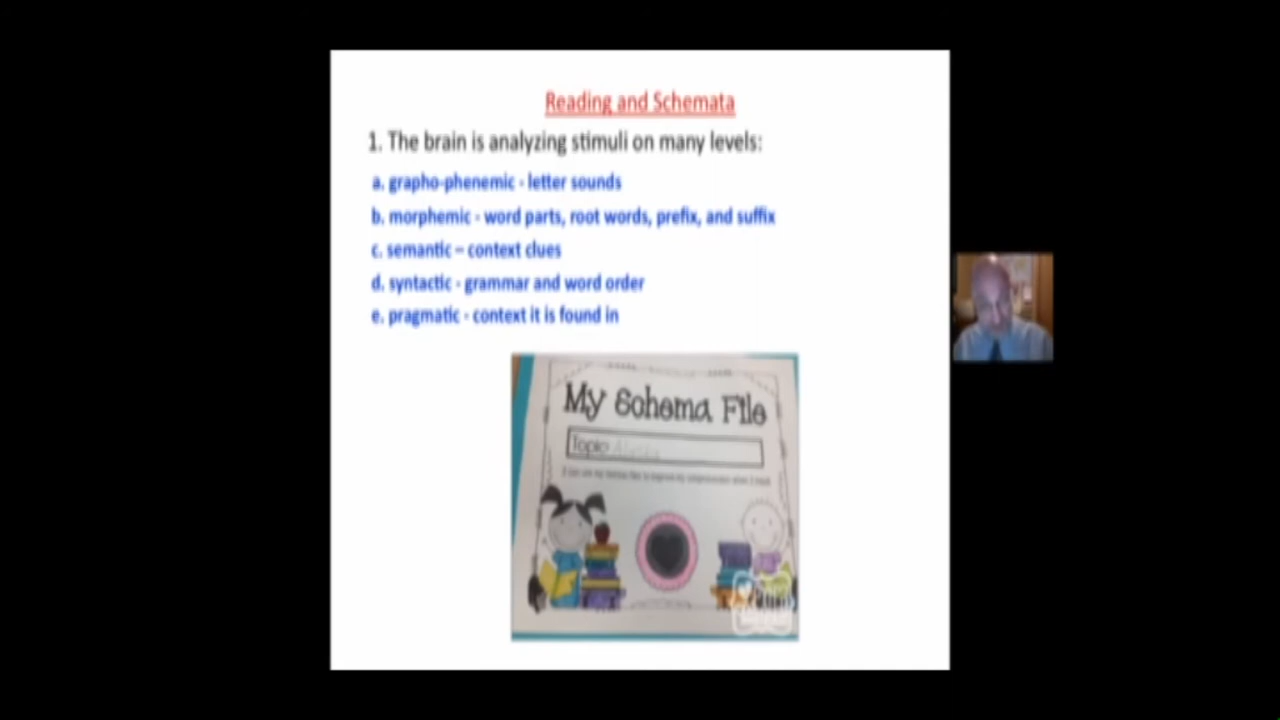 Reading and Schemata
1. The brain is analyzing stimuli on many levels:
a. grapho-phenemic - letter sounds
b. morphemic - word parts, root words, prefix, and suffix
c. semantic – context clues
d. syntactic - grammar and word order
e. pragmatic - context it is found in
My Schema File
Topic